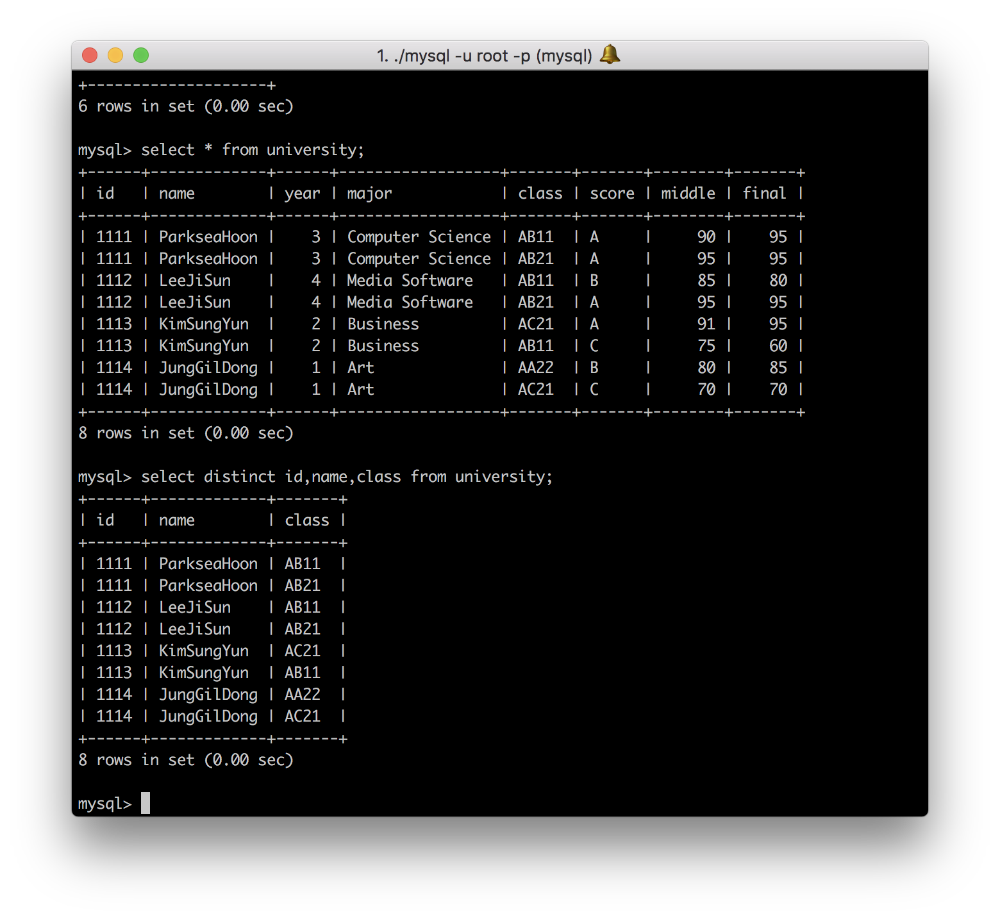 1. ./mysql -u root -p (mysql)
+--------------------+
6 rows in set (0.00 sec)
mysql> select * from university;
+------+-------------+------+------------------+-------+-------+--------+-------+
| id   | name        | year | major            | class | score | middle | final |
+------+-------------+------+------------------+-------+-------+--------+-------+
| 1111 | ParkseaHoon |    3 | Computer Science | AB11  | A     |     90 |    95 |
| 1111 | ParkseaHoon |    3 | Computer Science | AB21  | A     |     95 |    95 |
| 1112 | LeeJiSun    |    4 | Media Software   | AB11  | B     |     85 |    80 |
| 1112 | LeeJiSun    |    4 | Media Software   | AB21  | A     |     95 |    95 |
| 1113 | KimSungYun  |    2 | Business         | AC21  | A     |     91 |    95 |
| 1113 | KimSungYun  |    2 | Business         | AB11  | C     |     75 |    60 |
| 1114 | JungGilDong |    1 | Art              | AA22  | B     |     80 |    85 |
| 1114 | JungGilDong |    1 | Art              | AC21  | C     |     70 |    70 |
+------+-------------+------+------------------+-------+-------+--------+-------+
8 rows in set (0.00 sec)
mysql> select distinct id,name,class from university;
+------+-------------+-------+
| id   | name        | class |
+------+-------------+-------+
| 1111 | ParkseaHoon | AB11  |
| 1111 | ParkseaHoon | AB21  |
| 1112 | LeeJiSun    | AB11  |
| 1112 | LeeJiSun    | AB21  |
| 1113 | KimSungYun  | AC21  |
| 1113 | KimSungYun  | AB11  |
| 1114 | JungGilDong | AA22  |
| 1114 | JungGilDong | AC21  |
+------+-------------+-------+
8 rows in set (0.00 sec)
mysql>